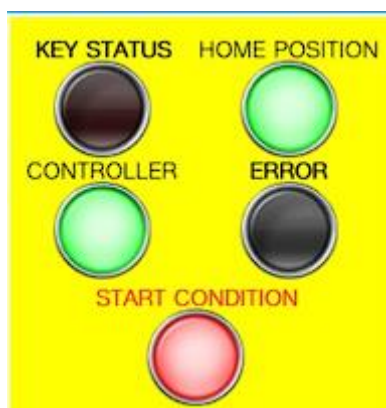 KEY STATUS
HOME POSITION
CONTROLLER
ERROR
START CONDITION